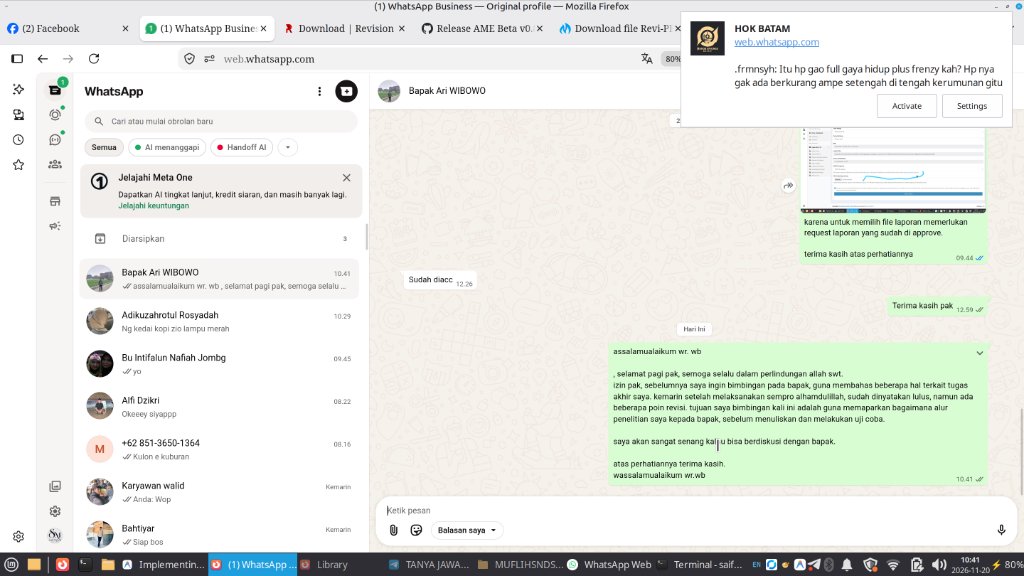 (1) WhatsApp Business — Original profile — Mozilla Firefox
(2) Facebook
(1) WhatsApp Busine
Download | Revision
Release AME Beta v0.
Download file Revi-P
web.whatsapp.com
80%
HOK BATAM
web.whatsapp.com
.frmnsyh: Itu hp gao full gaya hidup plus frenzy kah? Hp nya
gak ada berkurang ampe setengah di tengah kerumunan gitu
Activate
Settings
WhatsApp
Cari atau mulai obrolan baru
Semua
AI menanggapi
Handoff AI
Jelajahi Meta One
Dapatkan AI tingkat lanjut, kredit siaran, dan masih banyak lagi.
Jelajahi keuntungan
Diarsipkan
3
Bapak Ari WIBOWO
10.41
assalamualaikum wr. wb , selamat pagi pak, semoga selalu ...
Adikuzahrotul Rosyadah
10.29
Ng kedai kopi zio lampu merah
Bu Intifalun Nafiah Jombg
09.45
yo
Alfi Dzikri
08.22
Okeeey siyappp
M
+62 851-3650-1364
08.16
Kulon e kuburan
Karyawan walid
Kemarin
Anda: Wop
Bahtiyar
Kemarin
Siap bos
Bapak Ari WIBOWO
karena untuk memilih file laporan memerlukan
request laporan yang sudah di approve.
terima kasih atas perhatiannya
09.44
Sudah diacc
12.26
Terima kasih pak
12.59
Hari Ini
assalamualaikum wr. wb
, selamat pagi pak, semoga selalu dalam perlindungan allah swt.
izin pak, sebelumnya saya ingin bimbingan pada bapak, guna membahas beberapa hal terkait tugas
akhir saya. kemarin setelah melaksanakan sempro alhamdulillah, sudah dinyatakan lulus, namun ada
beberapa poin revisi. tujuan saya bimbingan kali ini adalah guna memaparkan bagaimana alur
penelitian saya kepada bapak, sebelum menuliskan dan melakukan uji coba.
saya akan sangat senang kalau bisa berdiskusi dengan bapak.
atas perhatiannya terima kasih.
wassalamualaikum wr.wb
10.41
Ketik pesan
Balasan saya
Implementin...
(1) WhatsApp ...
Library
TANYA JAWA...
MUFLIHSNDS...
WhatsApp Web
Terminal - saif...
EN
10:41
2026-11-20
80%